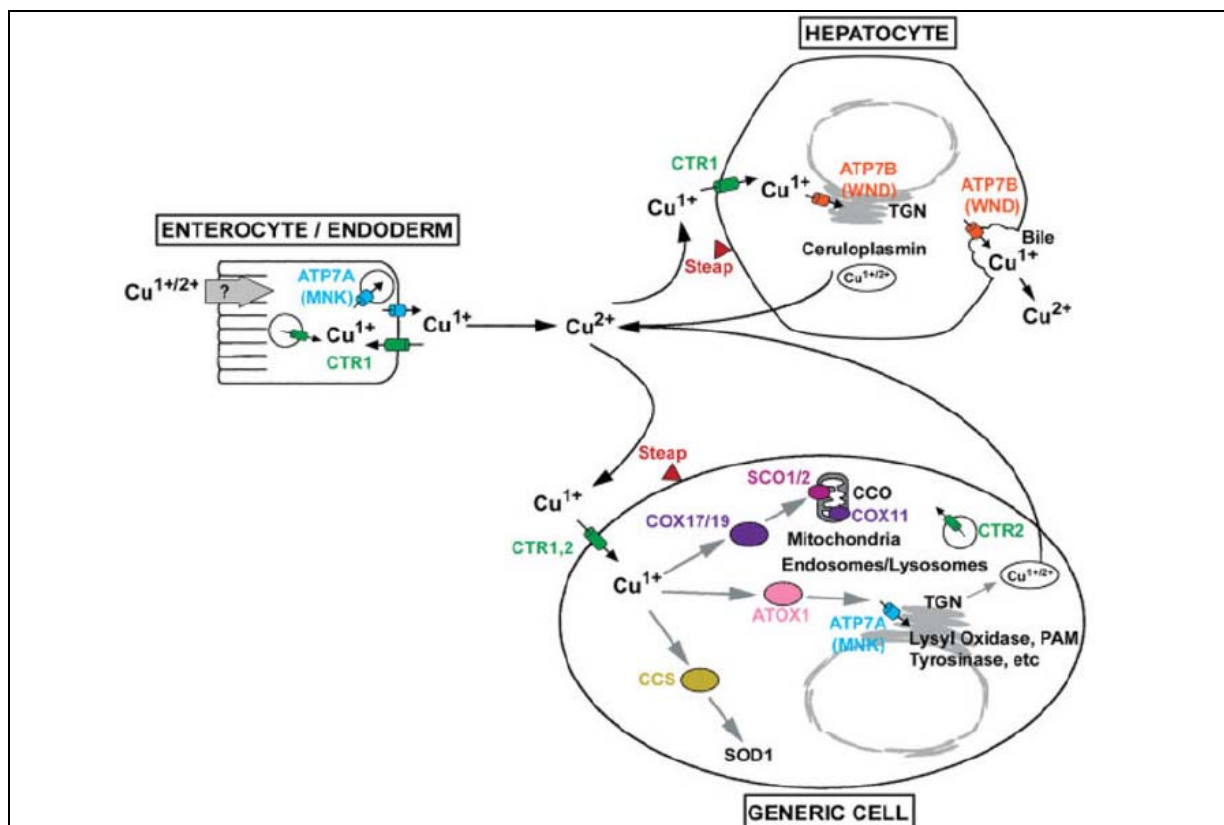 HEPATOCYTE
CTR1
Cu1+
Cu1+
ATP7B
(WND)
TGN
Steap
Ceruloplasmin
Cu1+/2+
ATP7B
(WND)
Bile
Cu1+
Cu2+
ENTEROCYTE / ENDODERM
Cu1+/2+
?
ATP7A
(MNK)
Cu1+
CTR1
Cu1+
Cu2+
Steap
Cu1+
CTR1,2
Cu1+
SCO1/2
CCO
COX17/19
COX11
Mitochondria
CTR2
Endosomes/Lysosomes
Cu1+/2+
ATOX1
TGN
ATP7A
(MNK)
Lysyl Oxidase, PAM
Tyrosinase, etc
CCS
SOD1
GENERIC CELL